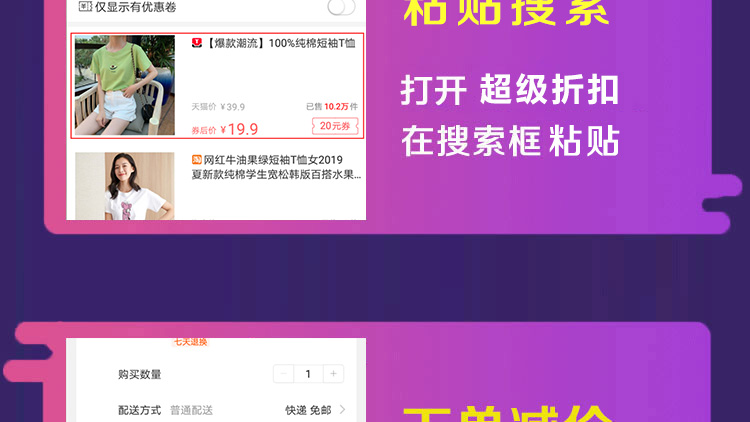 仅显示有优惠卷
【爆款潮流】100%纯棉短袖T恤
天猫价 ¥39.9
已售 10.2万 件
券后价 ¥19.9
20元券
网红牛油果绿短袖T恤女2019
夏新款纯棉学生宽松韩版百搭水果...
粘贴搜索
打开 超级折扣
在搜索框 粘贴
七天退换
购买数量
− 1 +
配送方式 普通配送
快递 免邮 >
下单减价